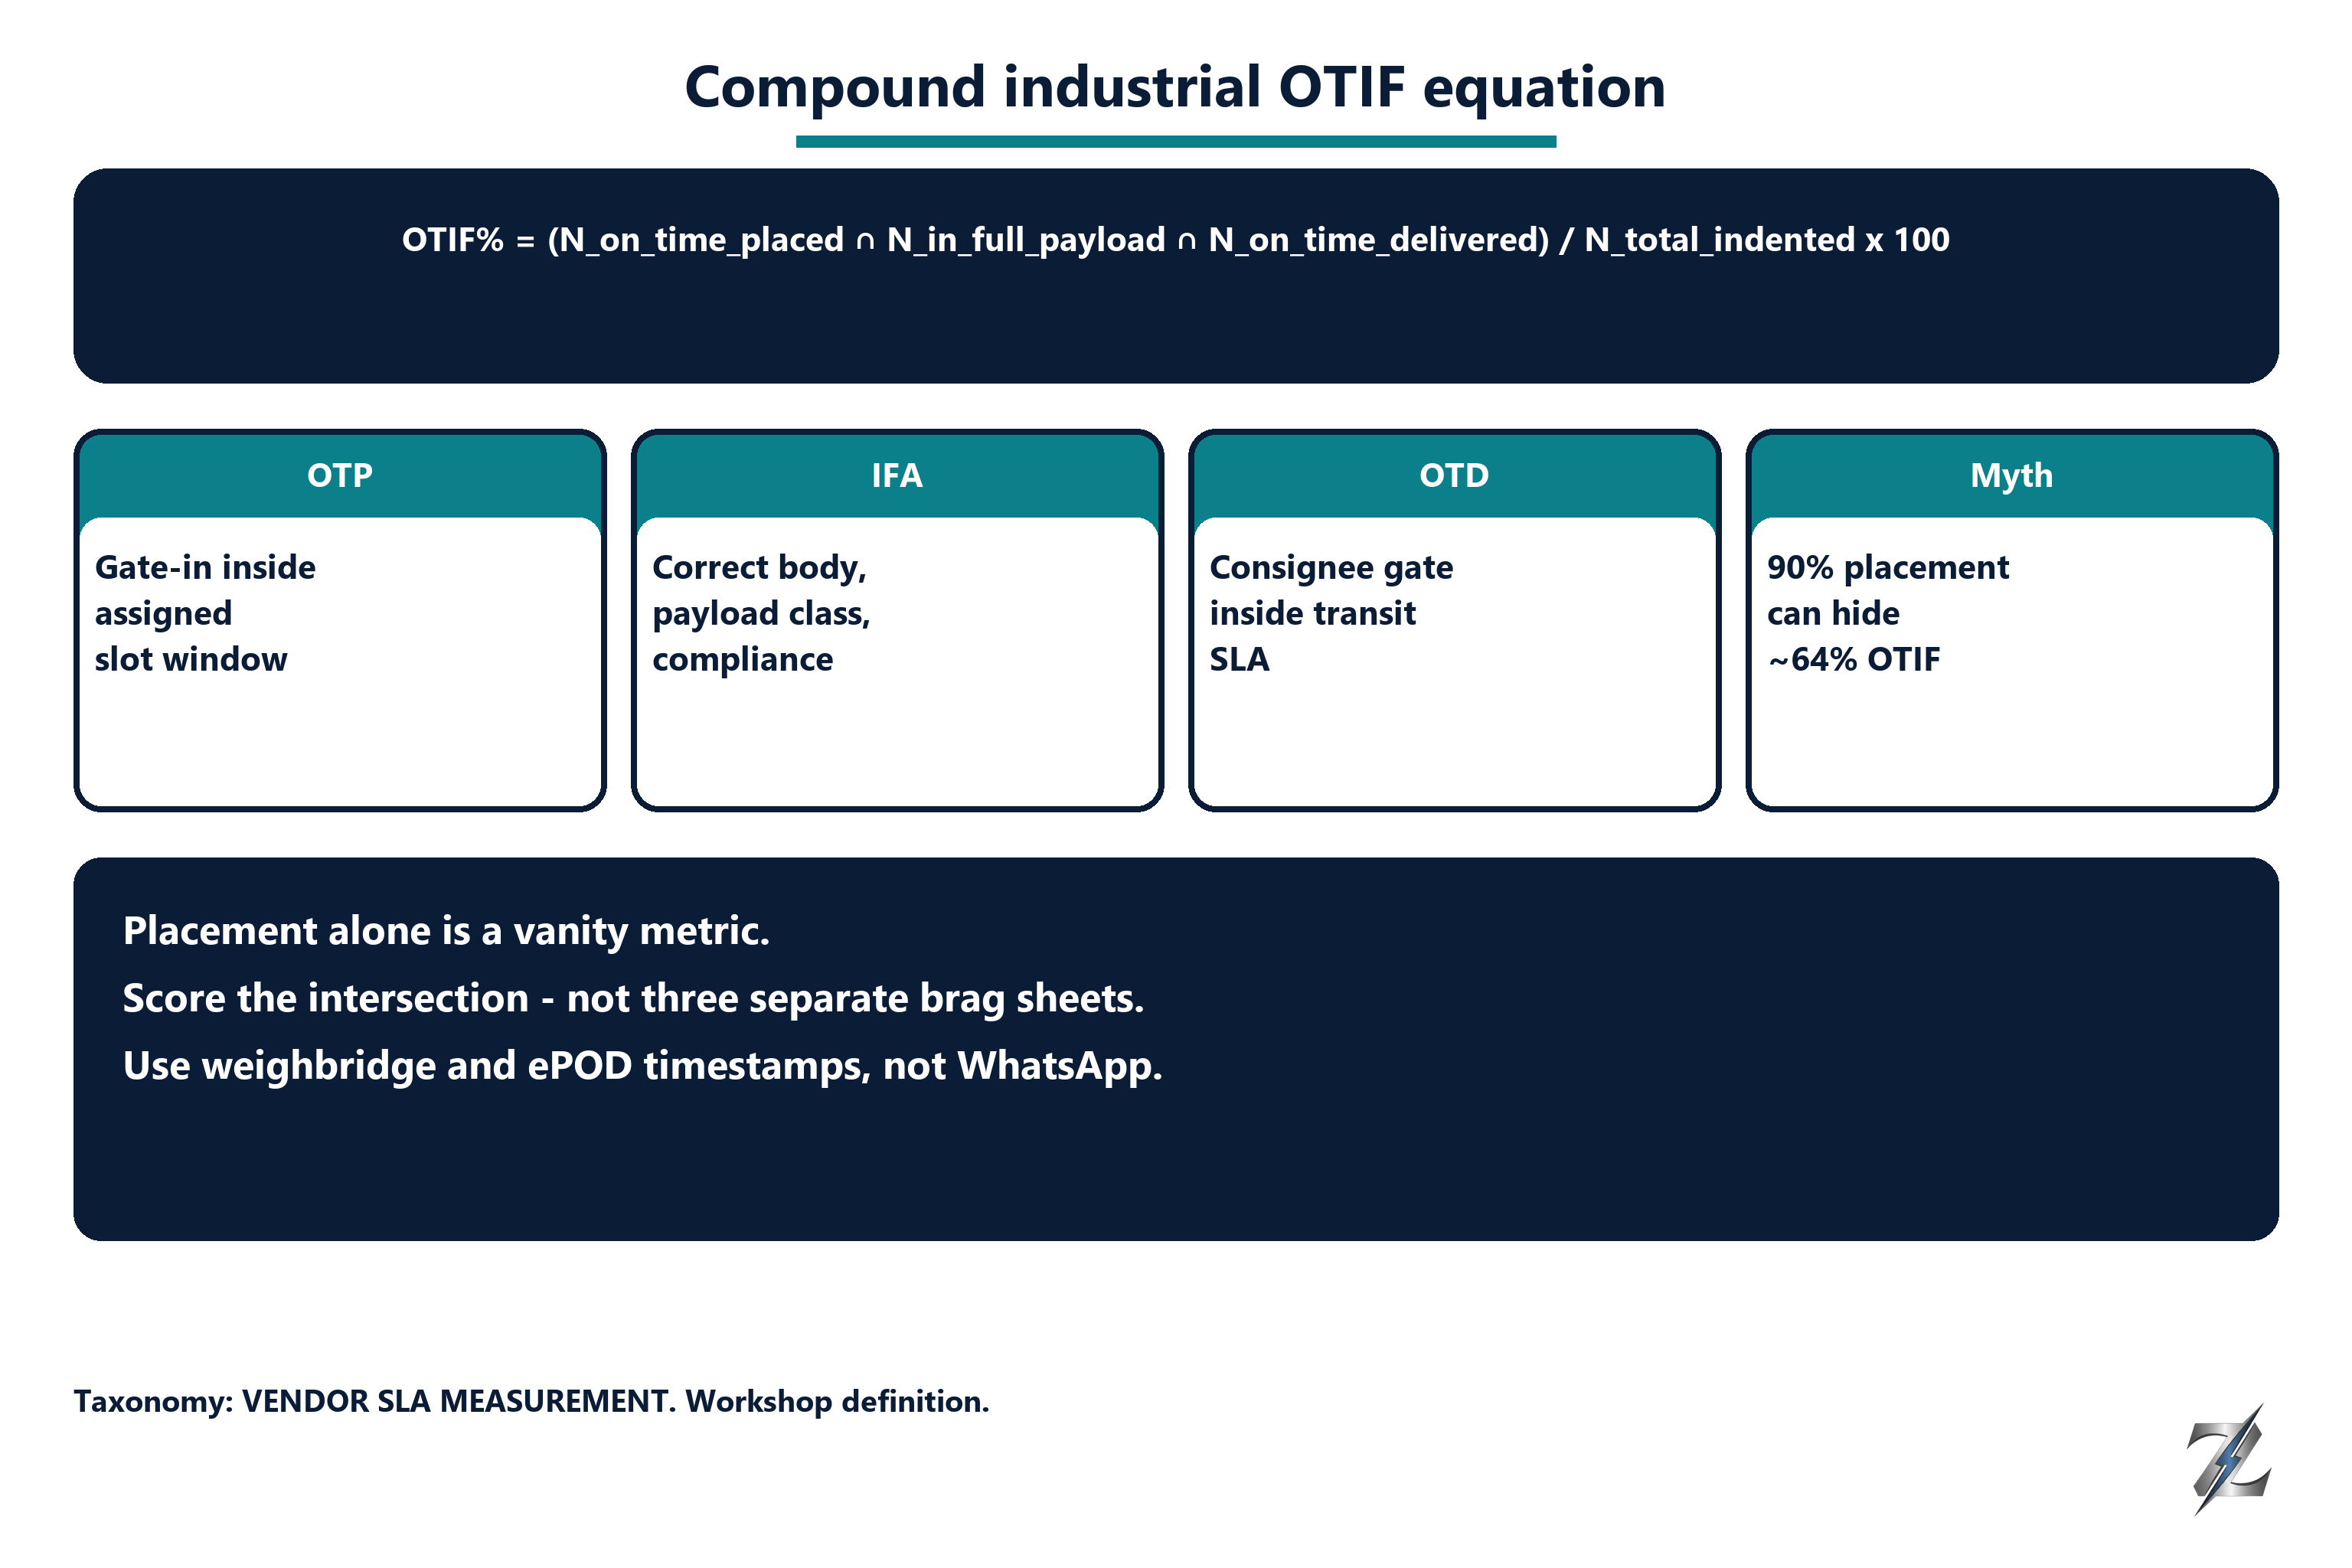 Compound industrial OTIF equation
OTIF% = (N_on_time_placed ∩ N_in_full_payload ∩ N_on_time_delivered) / N_total_indented x 100
OTP
Gate-in inside
assigned
slot window
IFA
Correct body,
payload class,
compliance
OTD
Consignee gate
inside transit
SLA
Myth
90% placement
can hide
~64% OTIF
Placement alone is a vanity metric.
Score the intersection - not three separate brag sheets.
Use weighbridge and ePOD timestamps, not WhatsApp.
Taxonomy: VENDOR SLA MEASUREMENT. Workshop definition.
Z